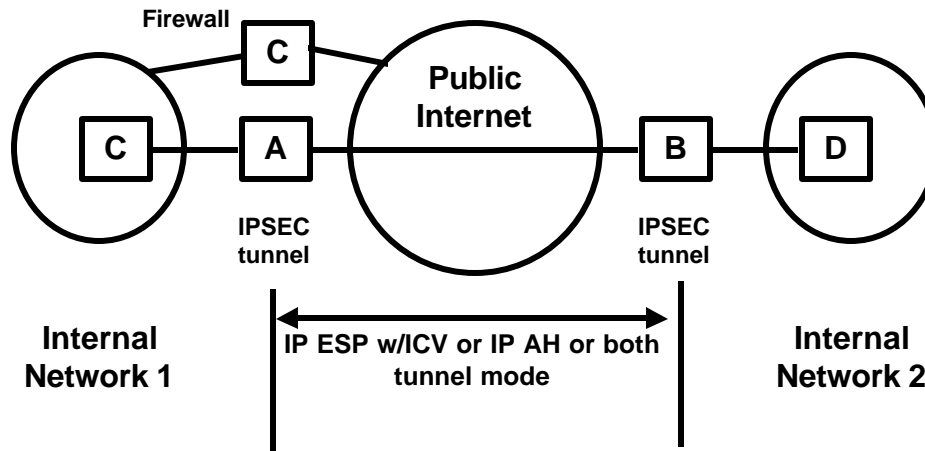 Firewall
C
Public
Internet
C
A
B
D
IPSEC
tunnel
IPSEC
tunnel
Internal
Network 1
IP ESP w/ICV or IP AH or both
tunnel mode
Internal
Network 2